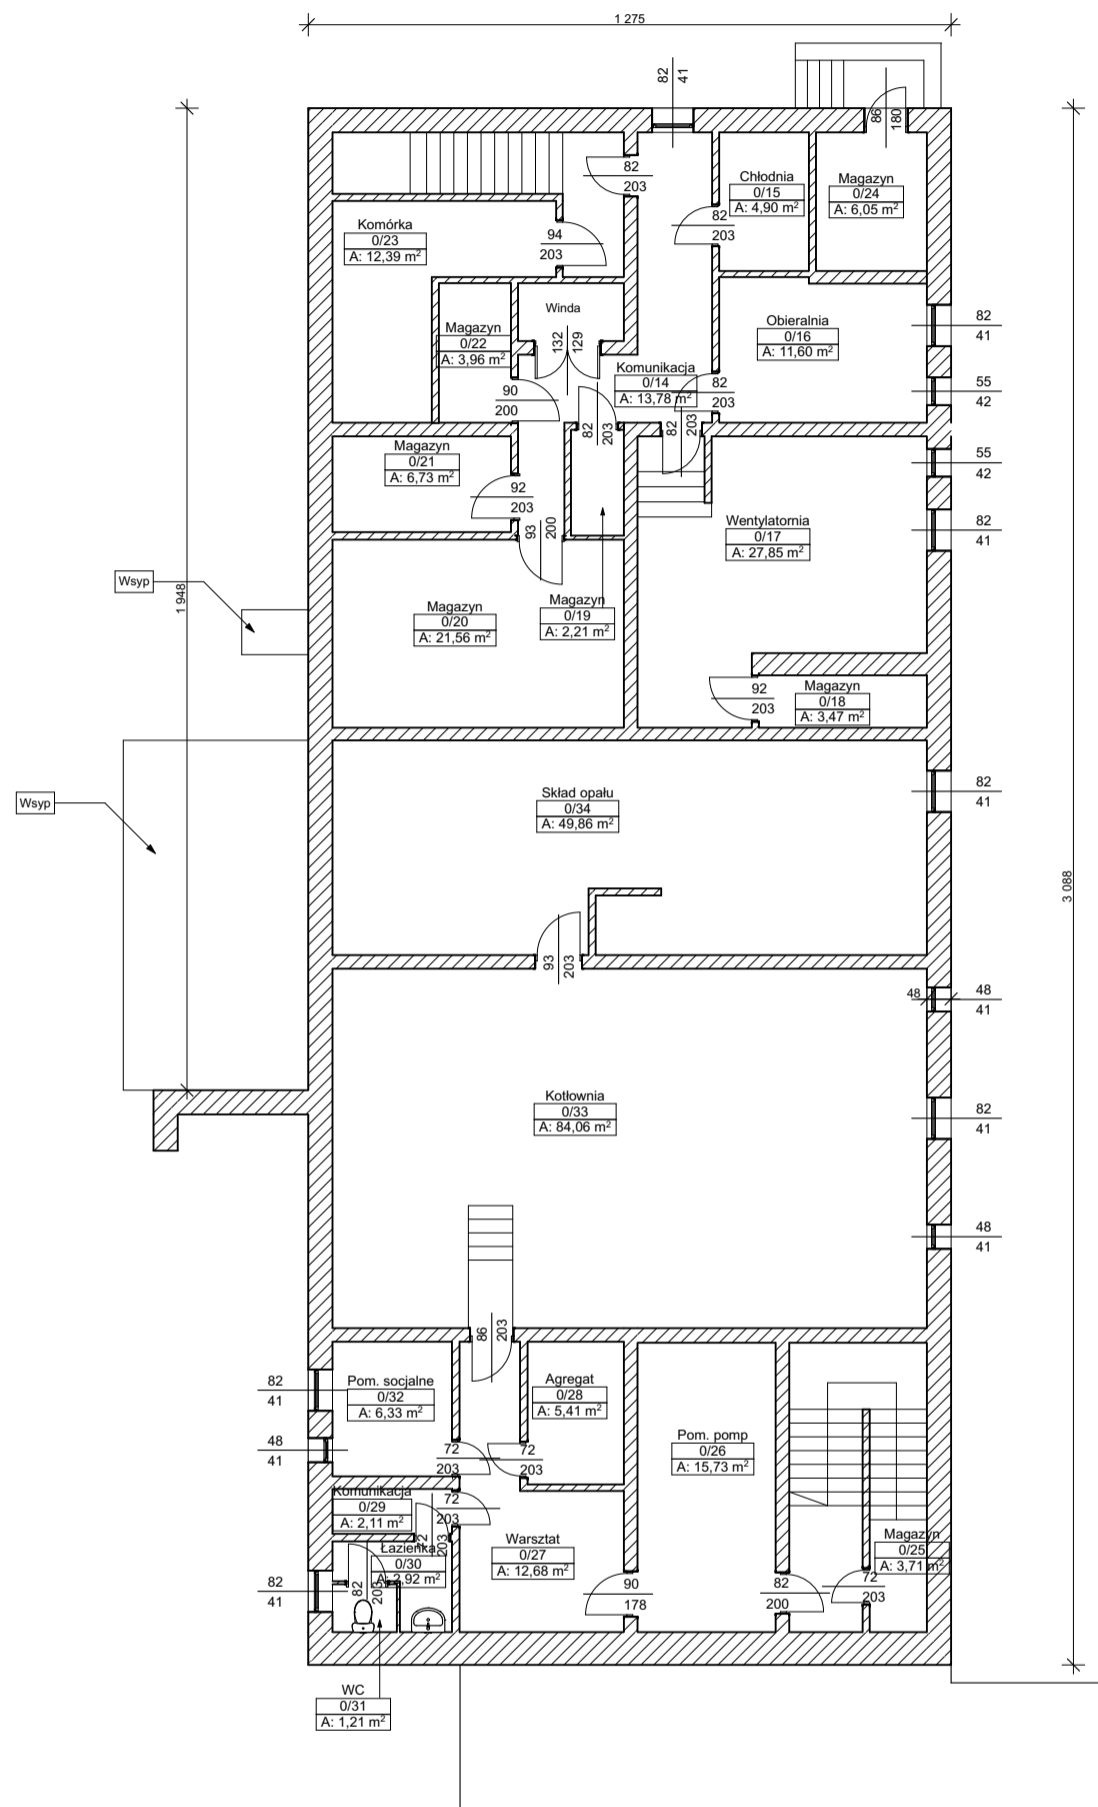 1 275
82
41
86
180
82
203
Chłodnia
0/15
A: 4,90 m²
Magazyn
0/24
A: 6,05 m²
Komórka
0/23
A: 12,39 m²
94
203
82
203
Winda
132
129
Magazyn
0/22
A: 3,96 m²
Obieralnia
0/16
A: 11,60 m²
82
41
Komunikacja
0/14
A: 13,78 m²
82
203
55
42
90
200
82
203
82
203
Magazyn
0/21
A: 6,73 m²
92
203
93
200
55
42
Wentylatornia
0/17
A: 27,85 m²
82
41
Wsyp
1 948
Magazyn
0/20
A: 21,56 m²
Magazyn
0/19
A: 2,21 m²
92
203
Magazyn
0/18
A: 3,47 m²
Wsyp
Skład opału
0/34
A: 49,86 m²
82
41
3 088
93
203
48
48
41
Kotłownia
0/33
A: 84,06 m²
82
41
48
41
86
203
82
41
Pom. socjalne
0/32
A: 6,33 m²
Agregat
0/28
A: 5,41 m²
48
41
72
203
72
203
Pom. pomp
0/26
A: 15,73 m²
Komunikacja
0/29
A: 2,11 m²
72
203
72
203
Łazienka
0/30
A: 2,92 m²
Warsztat
0/27
A: 12,68 m²
Magazyn
0/25
A: 3,71 m²
82
41
82
203
90
178
82
200
72
203
WC
0/31
A: 1,21 m²